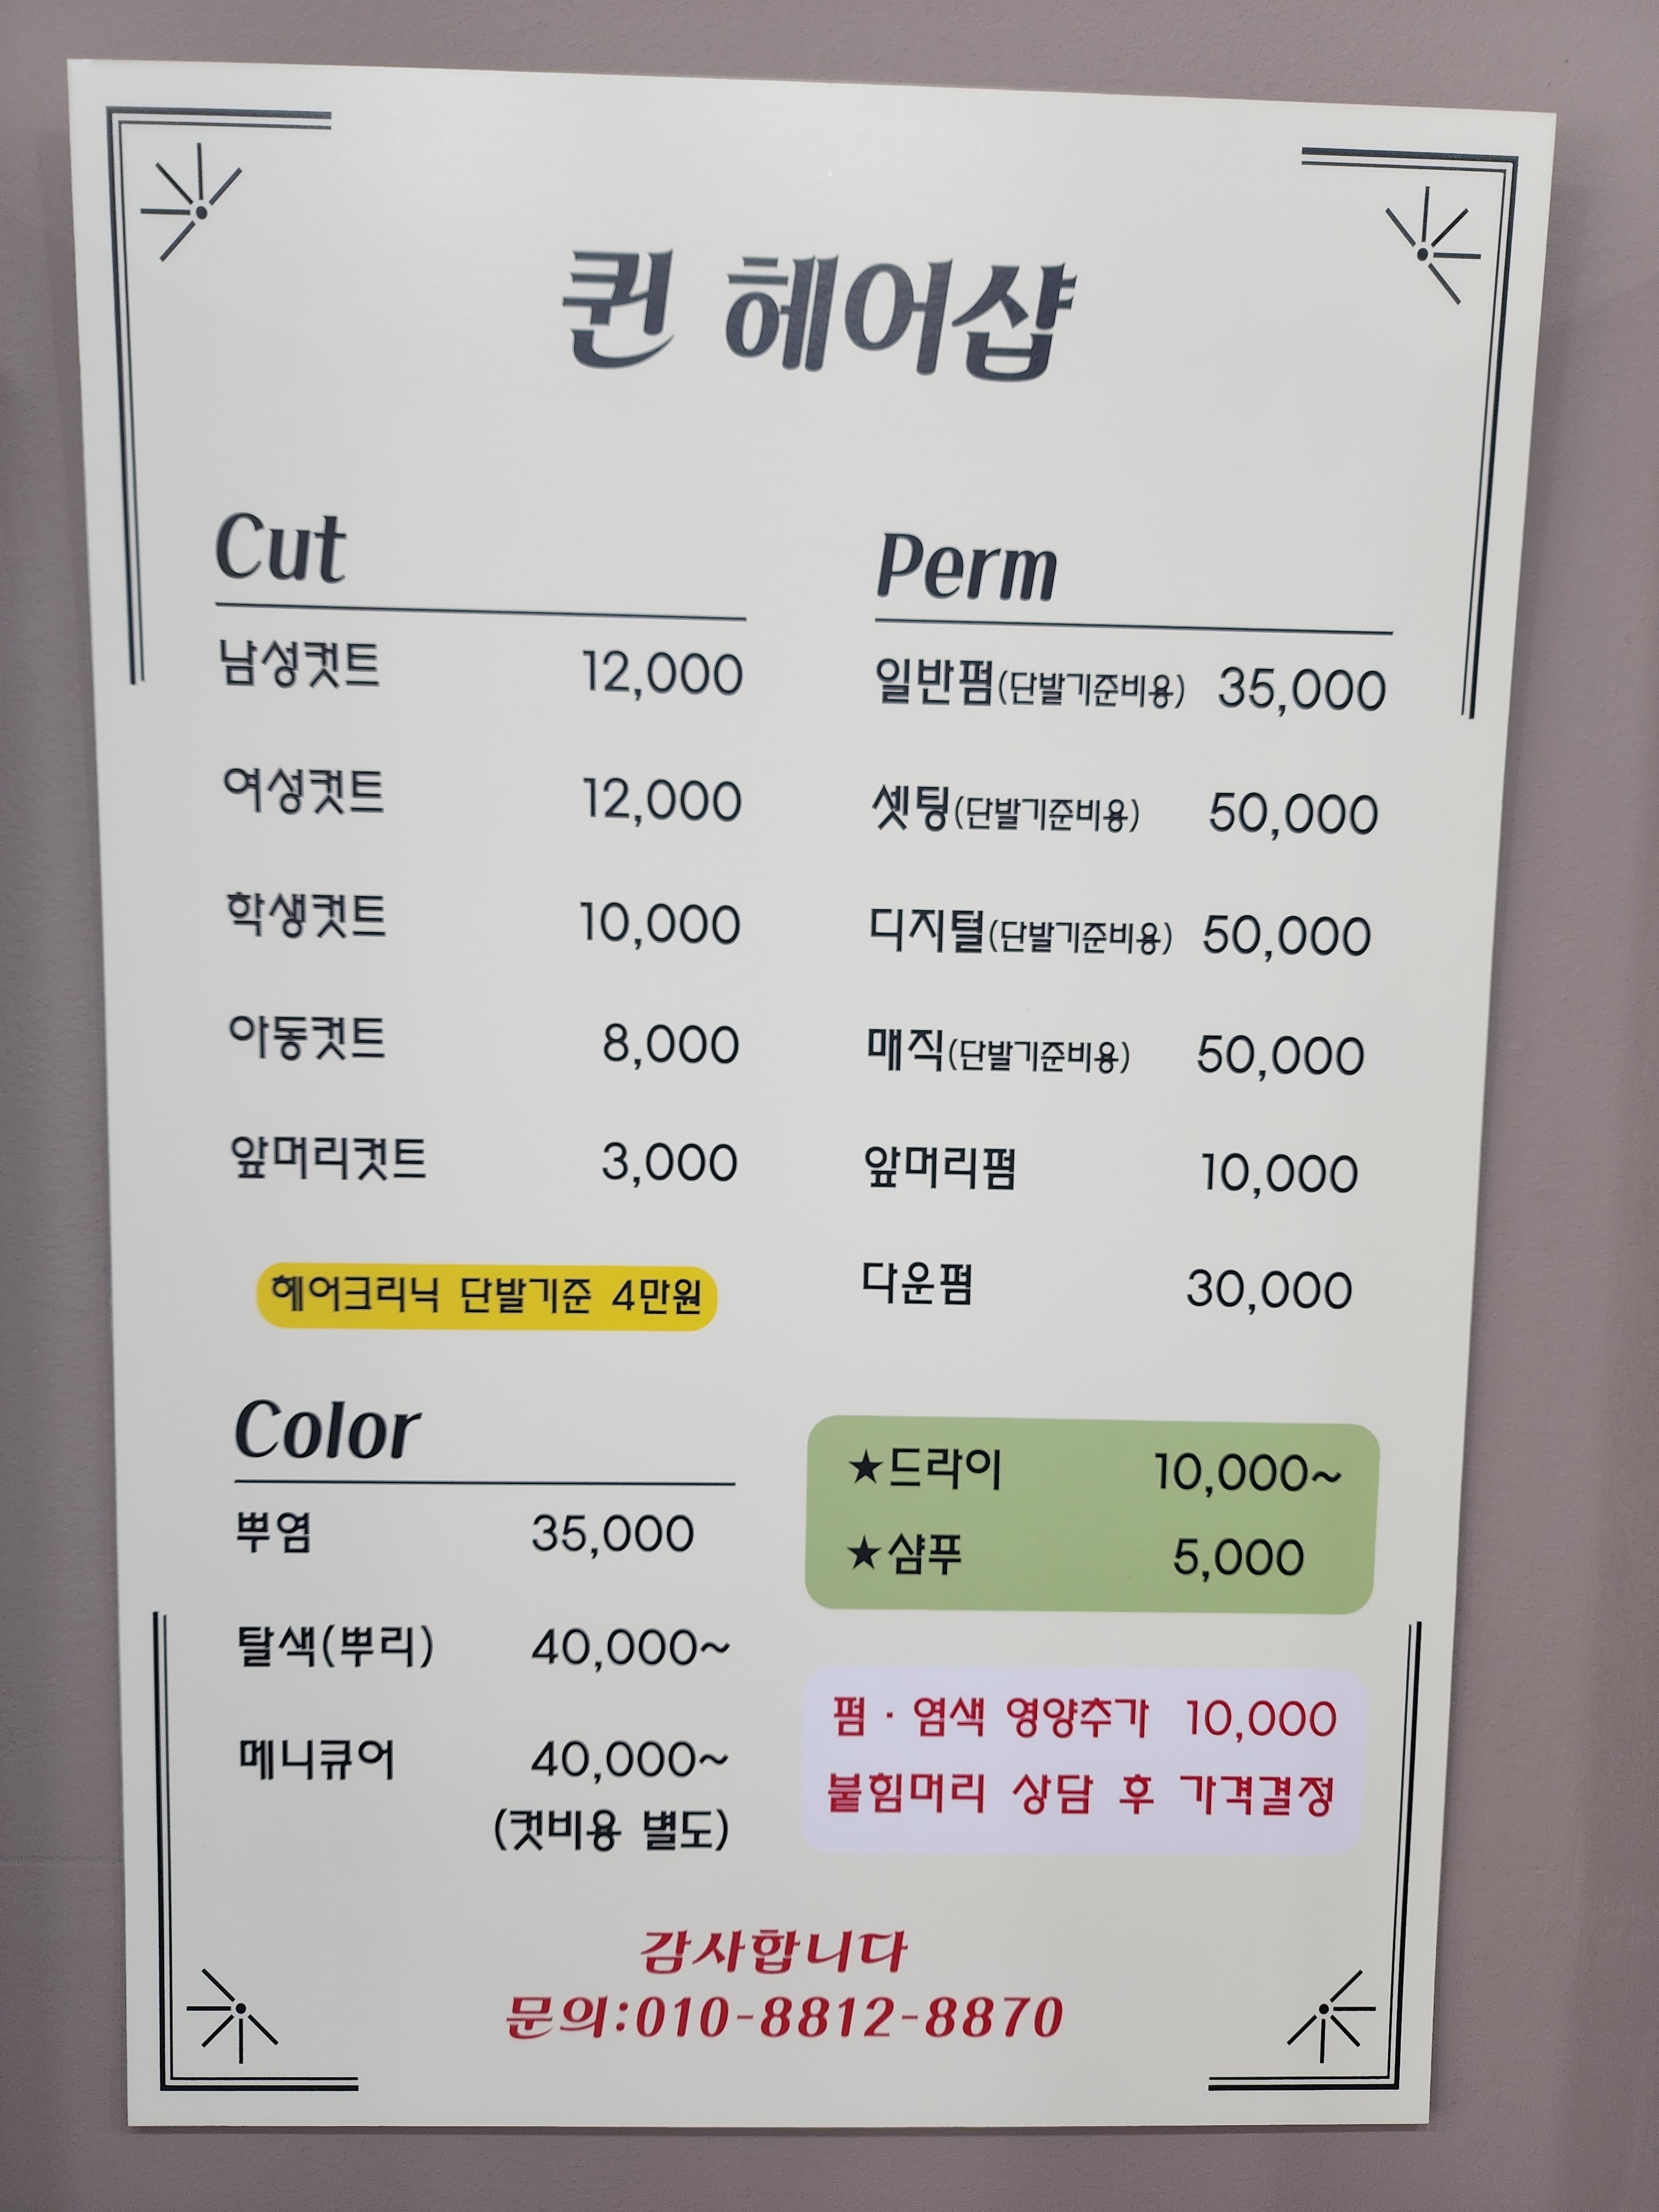 퀸 헤어샵
Cut
남성컷트 12,000
여성컷트 12,000
학생컷트 10,000
아동컷트 8,000
앞머리컷트 3,000
헤어크리닉 단발기준 4만원
Perm
일반펌(단발기준비용) 35,000
셋팅(단발기준비용) 50,000
디지털(단발기준비용) 50,000
매직(단발기준비용) 50,000
앞머리펌 10,000
다운펌 30,000
Color
뿌염 35,000
탈색(뿌리) 40,000~
메니큐어 40,000~
(컷비용 별도)
★드라이 10,000~
★샴푸 5,000
펌·염색 영양추가 10,000
붙힘머리 상담 후 가격결정
감사합니다
문의:010-8812-8870